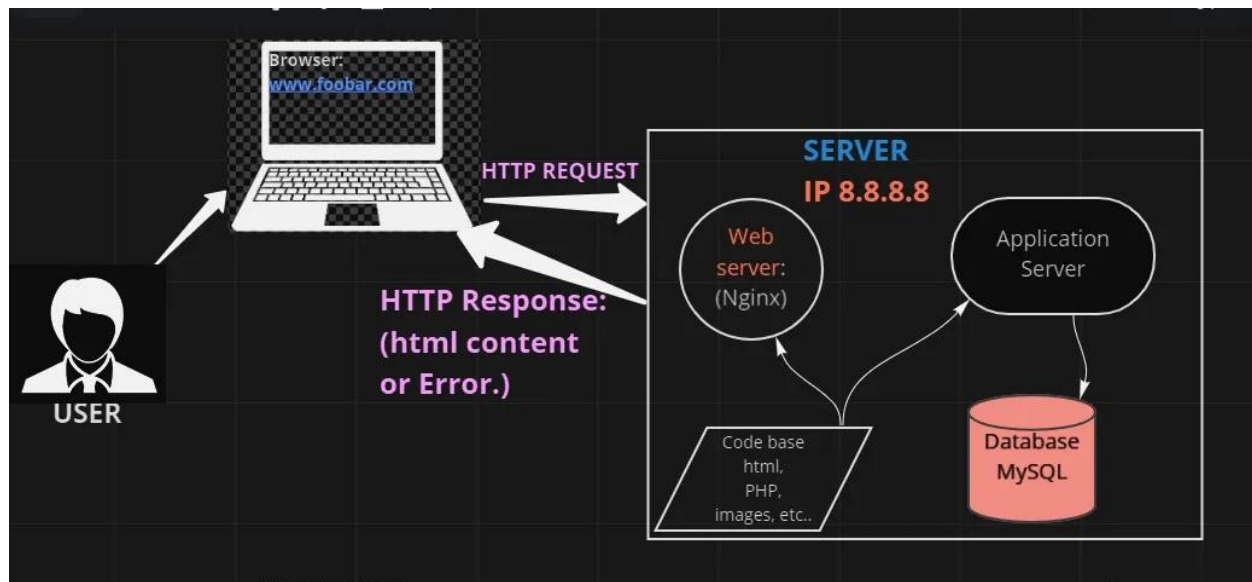 Browser:
www.foobar.com
HTTP REQUEST
SERVER
IP 8.8.8.8
Web
server:
(Nginx)
Application
Server
HTTP Response:
(html content
or Error.)
USER
Code base
html,
PHP,
images, etc..
Database
MySQL